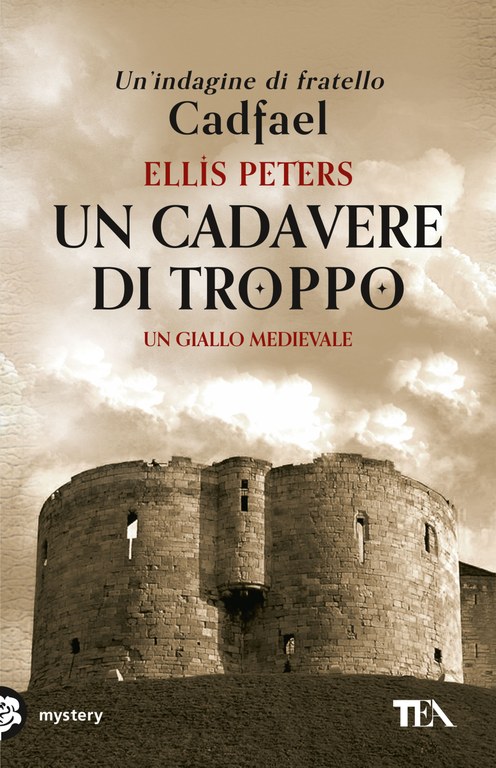 Un'indagine di fratello
Cadfael
ELLIS PETERS
UN CADAVERE
DI TROPPO
UN GIALLO MEDIEVALE
mystery
TEA